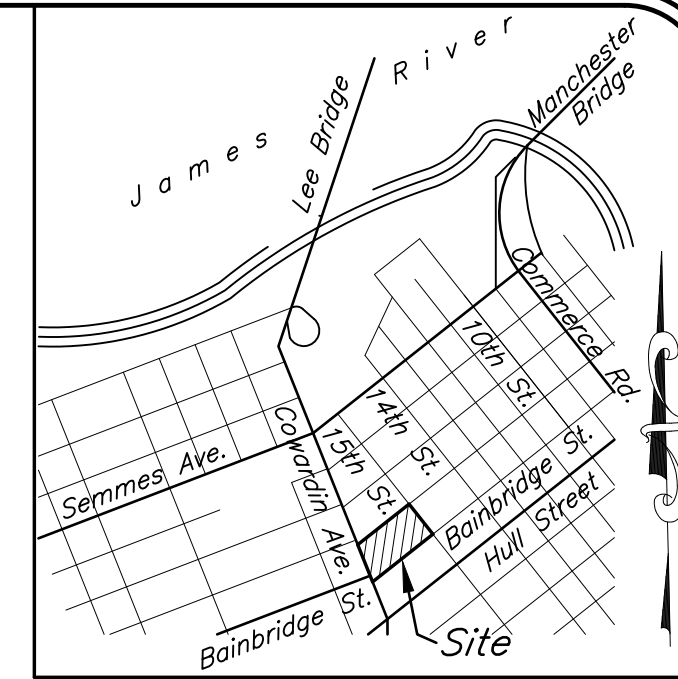 James River
Lee Bridge
Manchester
Bridge
Commerce Rd.
10th St.
14th St.
15th St.
Cowardin Ave.
Semmes Ave.
Bainbridge St.
Hull Street
Bainbridge St.
Site